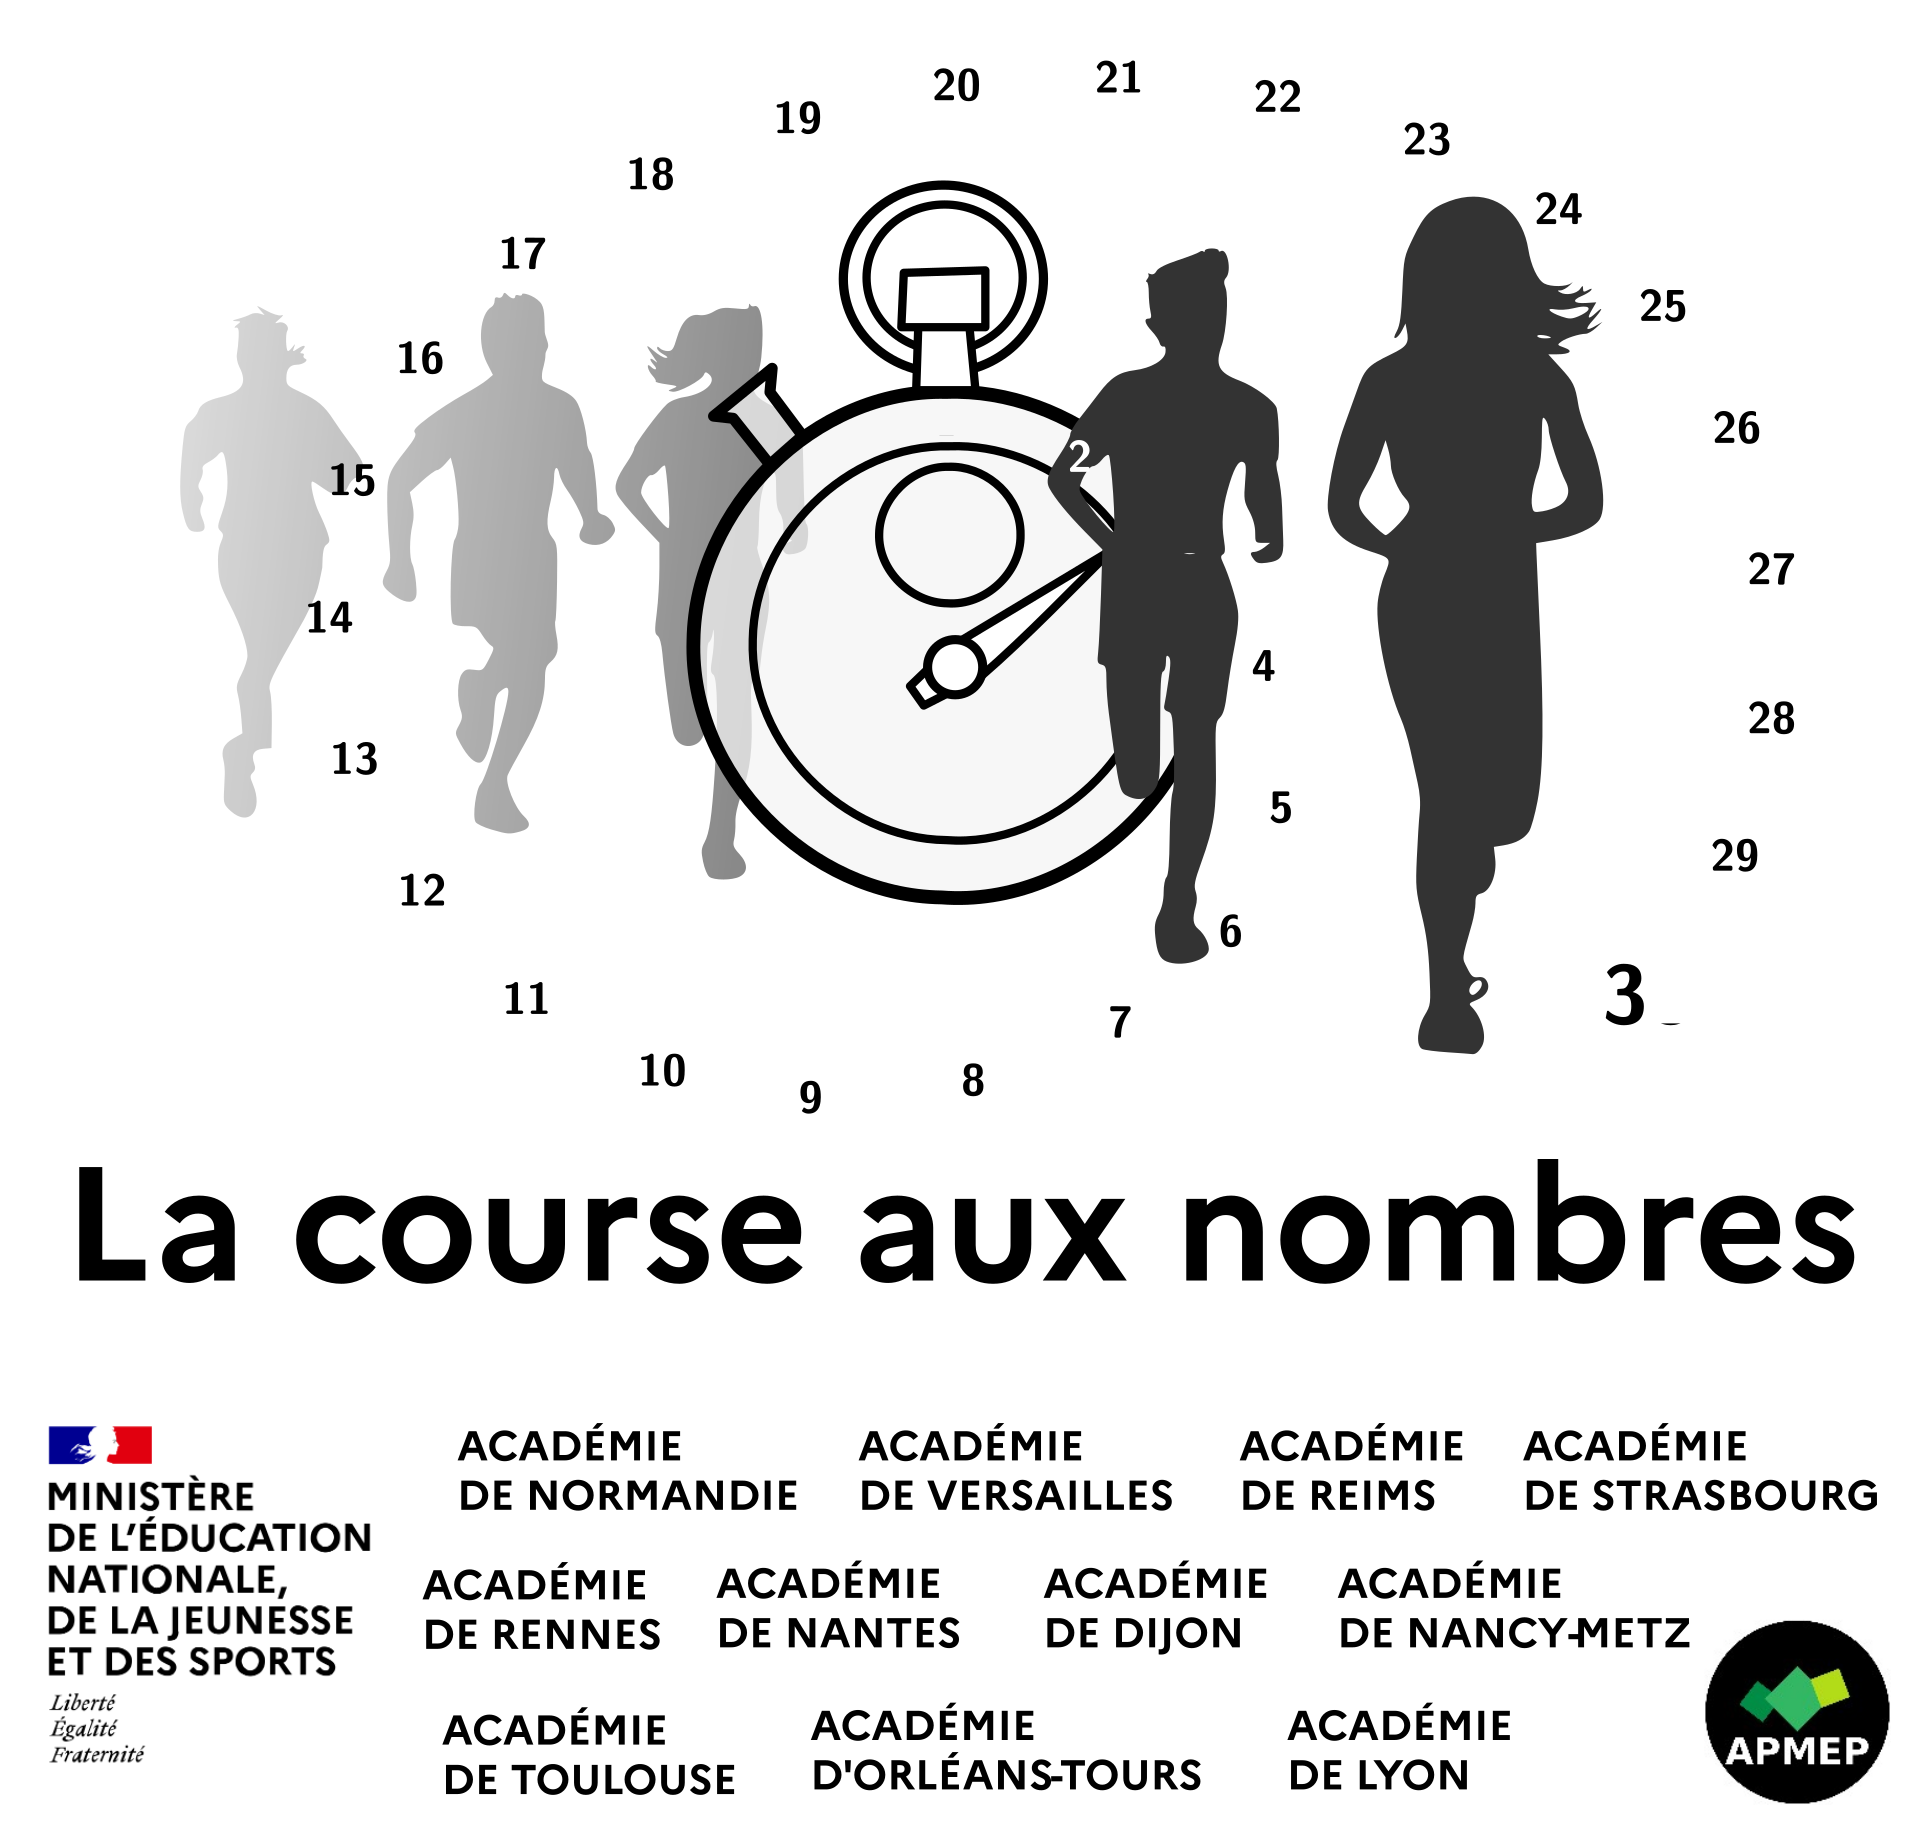 20
21
22
19
23
18
24
17
25
16
2
26
15
27
14
4
28
13
5
29
12
6
3
11
7
10
8
9
La course aux nombres
MINISTÈRE
DE L'ÉDUCATION
NATIONALE,
DE LA JEUNESSE
ET DES SPORTS
Liberté
Égalité
Fraternité
ACADÉMIE
DE NORMANDIE
ACADÉMIE
DE VERSAILLES
ACADÉMIE
DE REIMS
ACADÉMIE
DE STRASBOURG
ACADÉMIE
DE RENNES
ACADÉMIE
DE NANTES
ACADÉMIE
DE DIJON
ACADÉMIE
DE NANCY-METZ
ACADÉMIE
DE TOULOUSE
ACADÉMIE
D'ORLÉANS-TOURS
ACADÉMIE
DE LYON
APMEP